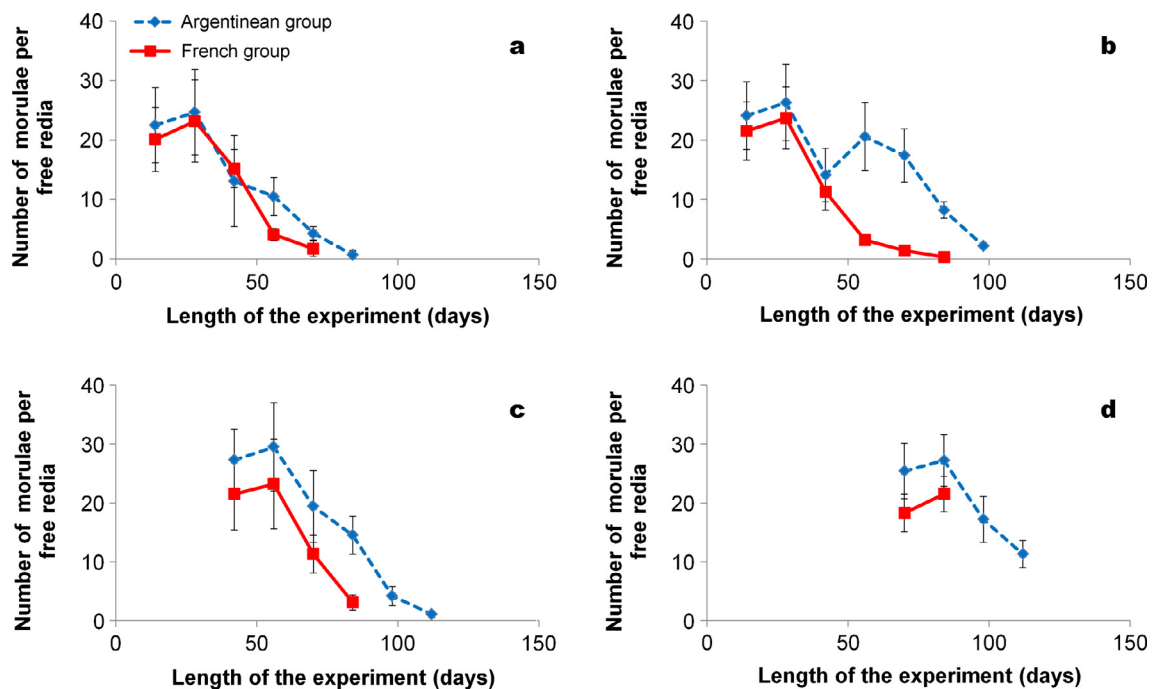 Argentinean group
French group
a
Number of morulae per
free redia
40
30
20
10
0
0 50 100 150
Length of the experiment (days)
b
Number of morulae per
free redia
40
30
20
10
0
0 50 100 150
Length of the experiment (days)
c
Number of morulae per
free redia
40
30
20
10
0
0 50 100 150
Length of the experiment (days)
d
Number of morulae per
free redia
40
30
20
10
0
0 50 100 150
Length of the experiment (days)